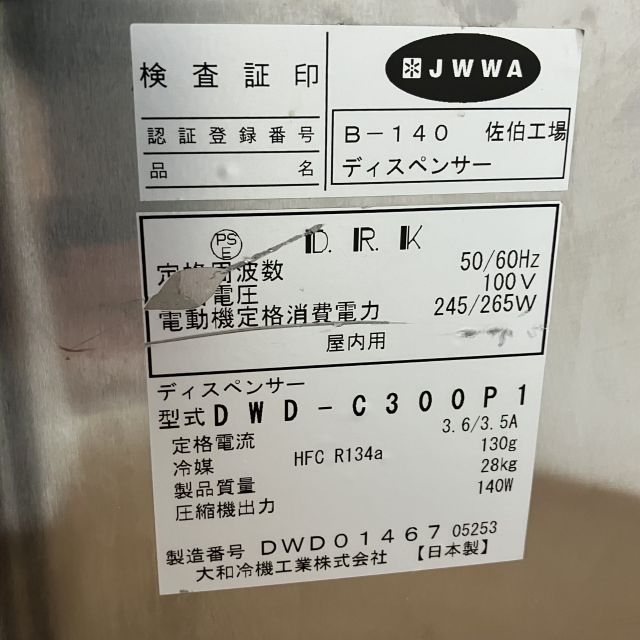 検査証印 JWWA
認証登録番号 B-140 佐伯工場
品名 ディスペンサー
PSE D.R.K
定格周波数 50/60Hz
電圧 100V
電動機定格消費電力 245/265W
屋内用
ディスペンサー
型式 DWD-C300P1
定格電流 3.6/3.5A
冷媒 HFC R134a 130g
製品質量 28kg
圧縮機出力 140W
製造番号 DWD01467 05253
大和冷機工業株式会社 【日本製】